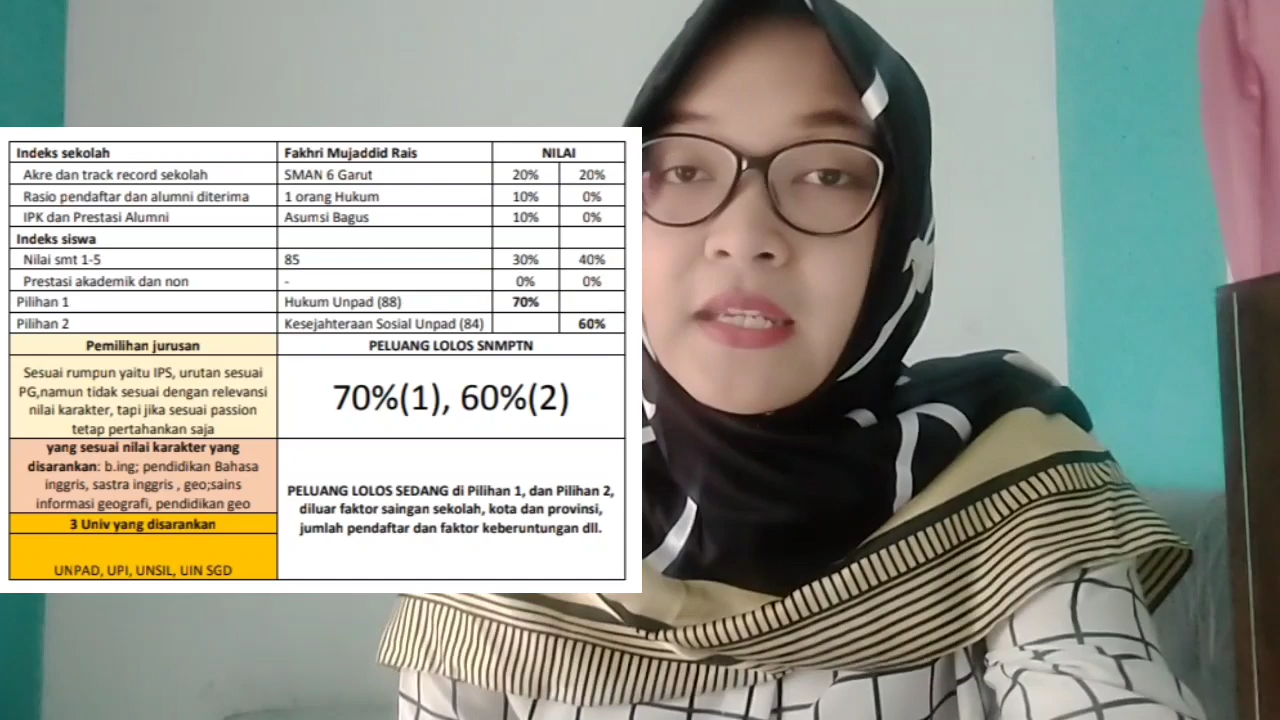 Indeks sekolah Fakhri Mujaddid Rais NILAI
Akre dan track record sekolah SMAN 6 Garut 20% 20%
Rasio pendaftar dan alumni diterima 1 orang Hukum 10% 0%
IPK dan Prestasi Alumni Asumsi Bagus 10% 0%
Indeks siswa
Nilai smt 1-5 85 30% 40%
Prestasi akademik dan non - 0% 0%
Pilihan 1 Hukum Unpad (88) 70%
Pilihan 2 Kesejahteraan Sosial Unpad (84) 60%
Pemilihan jurusan PELUANG LOLOS SNMPTN
Sesuai rumpun yaitu IPS, urutan sesuai
PG,namun tidak sesuai dengan relevansi
nilai karakter, tapi jika sesuai passion
tetap pertahankan saja
70%(1), 60%(2)
yang sesuai nilai karakter yang
disarankan: b.ing; pendidikan Bahasa
inggris, sastra inggris , geo;sains
informasi geografi, pendidikan geo
PELUANG LOLOS SEDANG di Pilihan 1, dan Pilihan 2,
diluar faktor saingan sekolah, kota dan provinsi,
jumlah pendaftar dan faktor keberuntungan dll.
3 Univ yang disarankan
UNPAD, UPI, UNSIL, UIN SGD